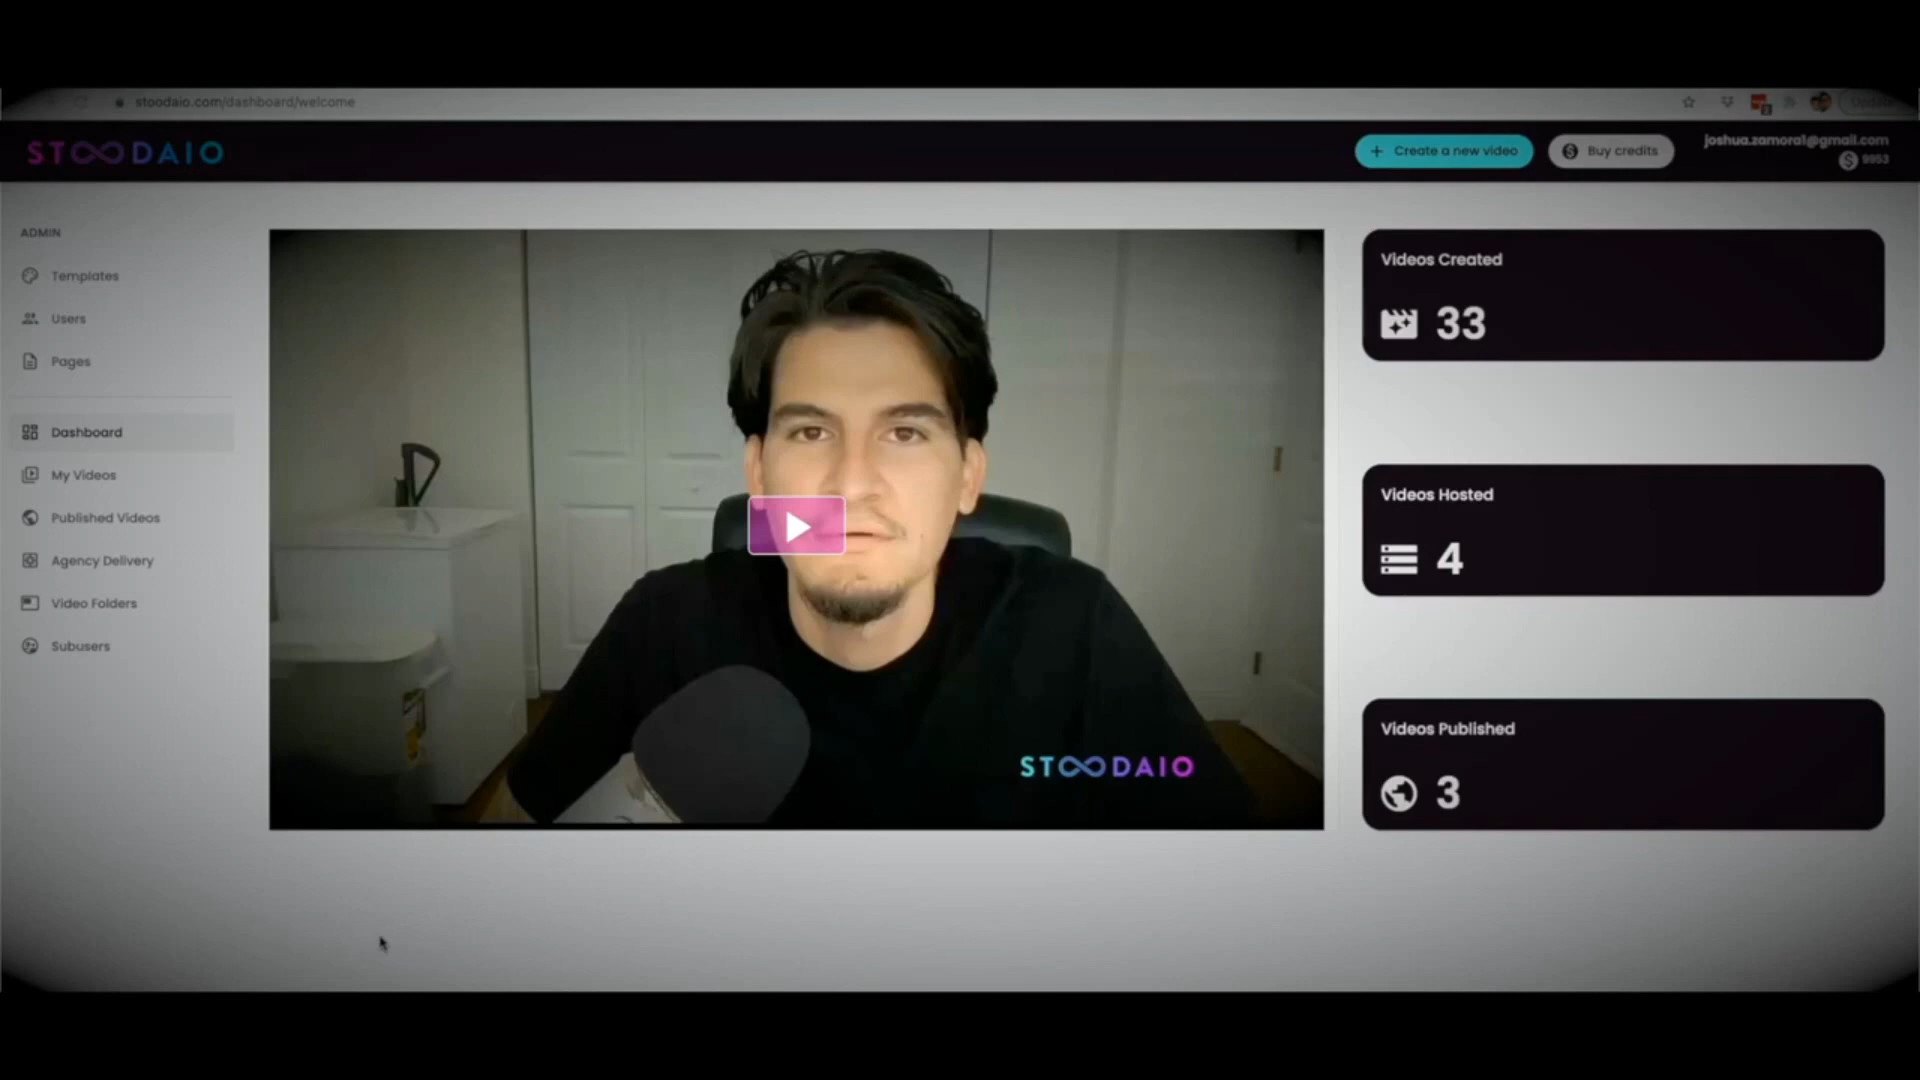 stoodaio.com/dashboard/welcome
STOODAIO
+ Create a new video
Buy credits
joshua.zamora1@gmail.com
9953
ADMIN
Templates
Users
Pages
Dashboard
My Videos
Published Videos
Agency Delivery
Video Folders
Subusers
STOODAIO
Videos Created
33
Videos Hosted
4
Videos Published
3